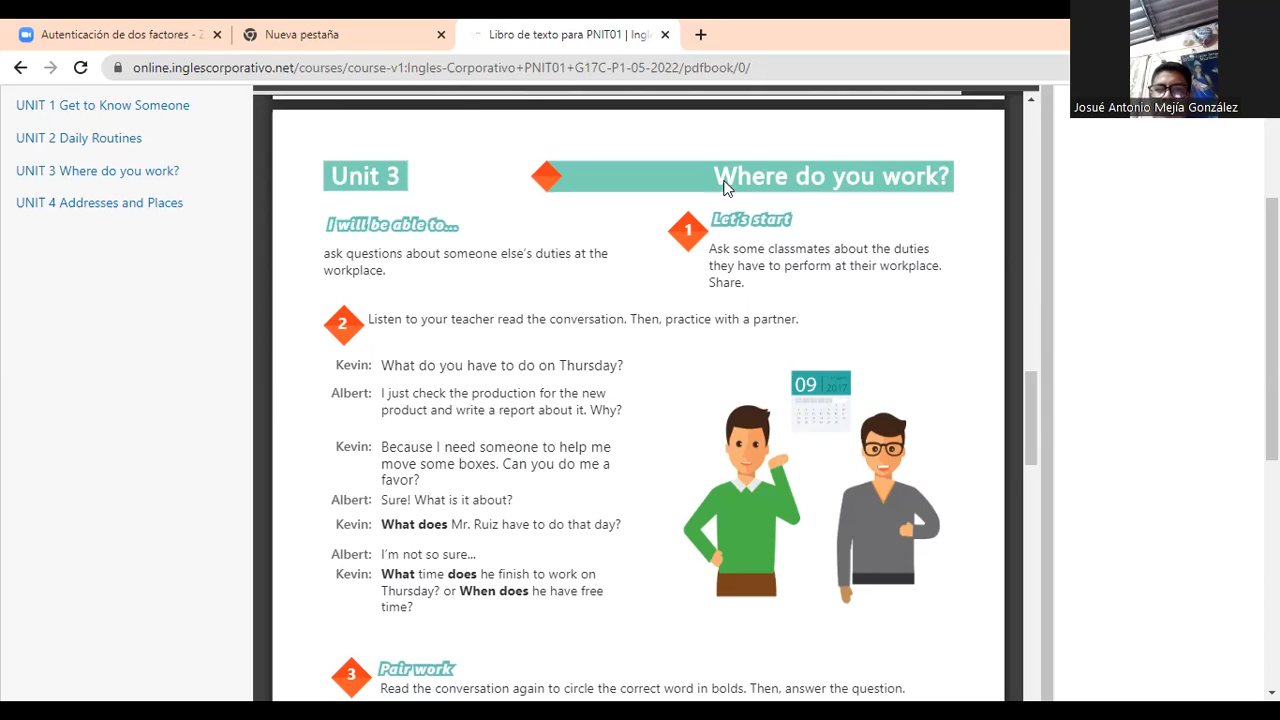 Autenticación de dos factores - Z
Nueva pestaña
Libro de texto para PNIT01 | Ingl
online.inglescorporativo.net/courses/course-v1:Ingles-Corporativo+PNIT01+G17C-P1-05-2022/pdfbook/0/
Josué Antonio Mejía González
UNIT 1 Get to Know Someone
UNIT 2 Daily Routines
UNIT 3 Where do you work?
UNIT 4 Addresses and Places
Unit 3
Where do you work?
I will be able to...
ask questions about someone else's duties at the
workplace.
1
Let's start
Ask some classmates about the duties
they have to perform at their workplace.
Share.
2
Listen to your teacher read the conversation. Then, practice with a partner.
Kevin: What do you have to do on Thursday?
Albert: I just check the production for the new
product and write a report about it. Why?
Kevin: Because I need someone to help me
move some boxes. Can you do me a
favor?
Albert: Sure! What is it about?
Kevin: What does Mr. Ruiz have to do that day?
Albert: I'm not so sure...
Kevin: What time does he finish to work on
Thursday? or When does he have free
time?
09
2017
3
Pair work
Read the conversation again to circle the correct word in bolds. Then, answer the question.